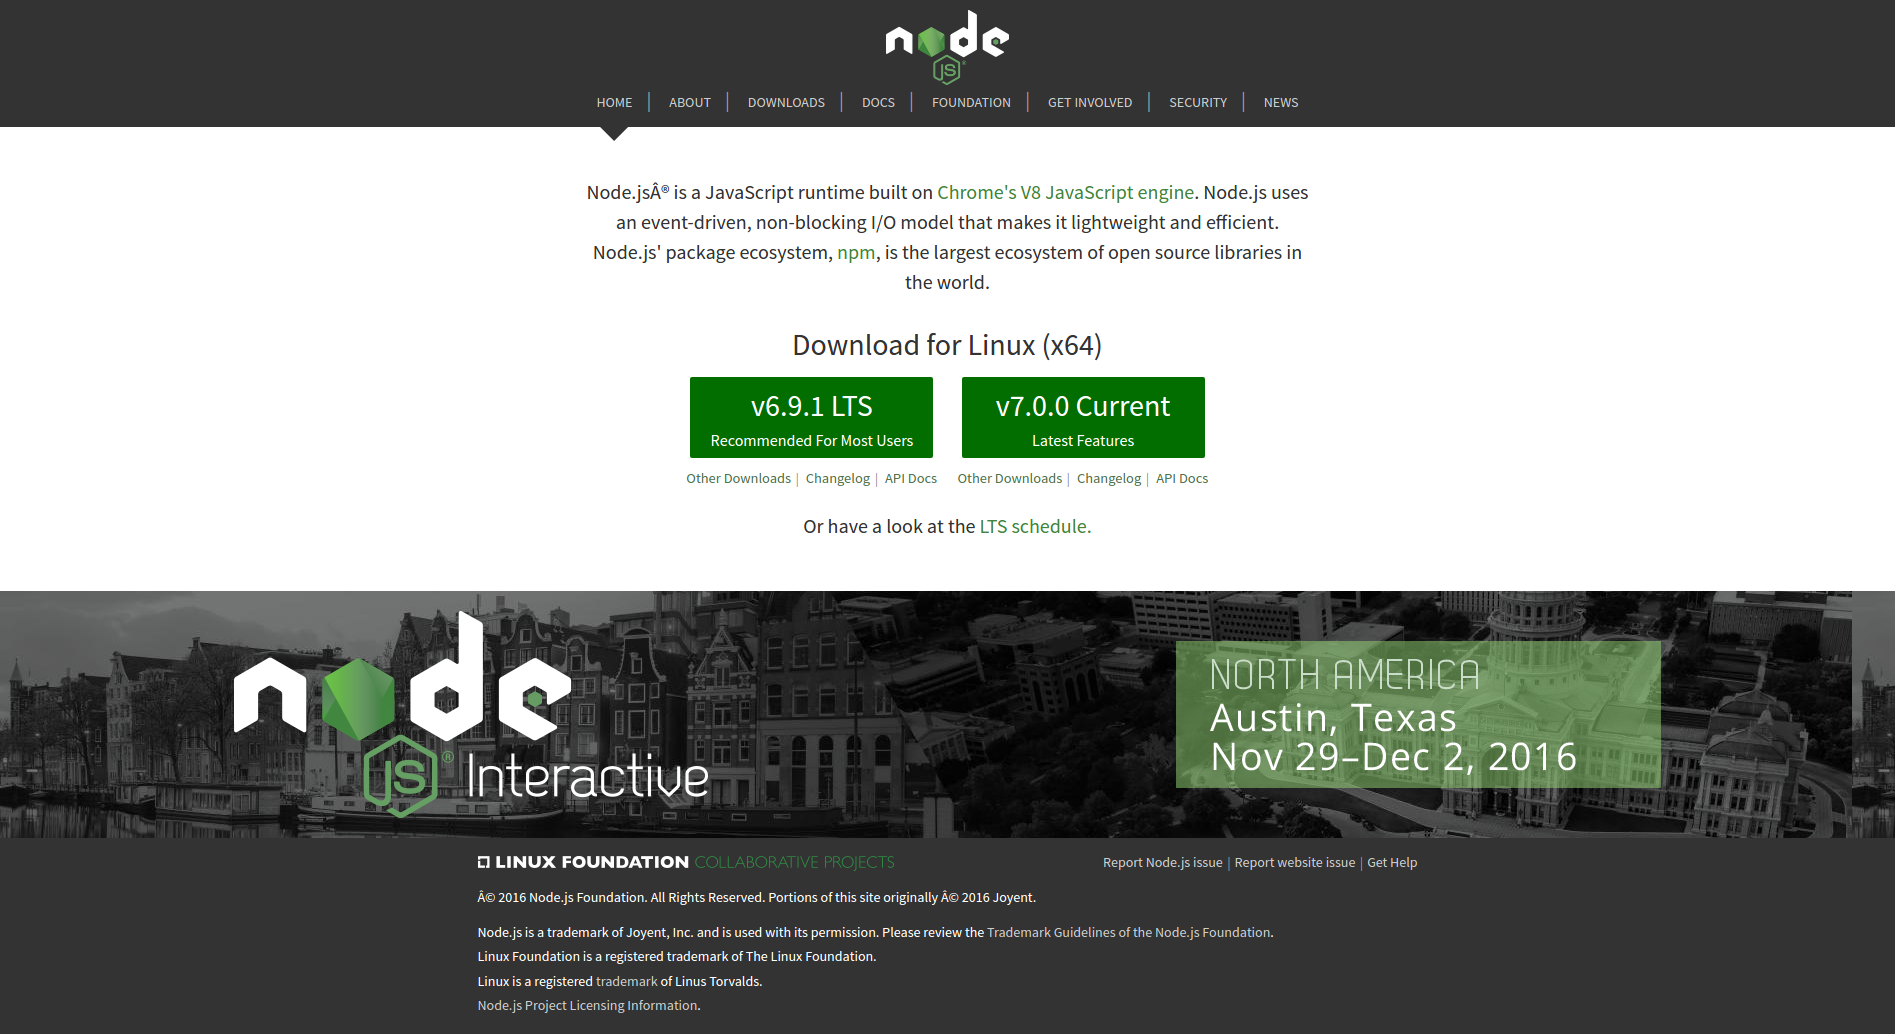 node
JS
HOME | ABOUT | DOWNLOADS | DOCS | FOUNDATION | GET INVOLVED | SECURITY | NEWS
Node.jsÂ® is a JavaScript runtime built on Chrome's V8 JavaScript engine. Node.js uses
an event-driven, non-blocking I/O model that makes it lightweight and efficient.
Node.js' package ecosystem, npm, is the largest ecosystem of open source libraries in
the world.
Download for Linux (x64)
v6.9.1 LTS
Recommended For Most Users
v7.0.0 Current
Latest Features
Other Downloads | Changelog | API Docs
Other Downloads | Changelog | API Docs
Or have a look at the LTS schedule.
node
JS® Interactive
NORTH AMERICA
Austin, Texas
Nov 29–Dec 2, 2016
LINUX FOUNDATION COLLABORATIVE PROJECTS
Report Node.js issue | Report website issue | Get Help
Â© 2016 Node.js Foundation. All Rights Reserved. Portions of this site originally Â© 2016 Joyent.
Node.js is a trademark of Joyent, Inc. and is used with its permission. Please review the Trademark Guidelines of the Node.js Foundation.
Linux Foundation is a registered trademark of The Linux Foundation.
Linux is a registered trademark of Linus Torvalds.
Node.js Project Licensing Information.